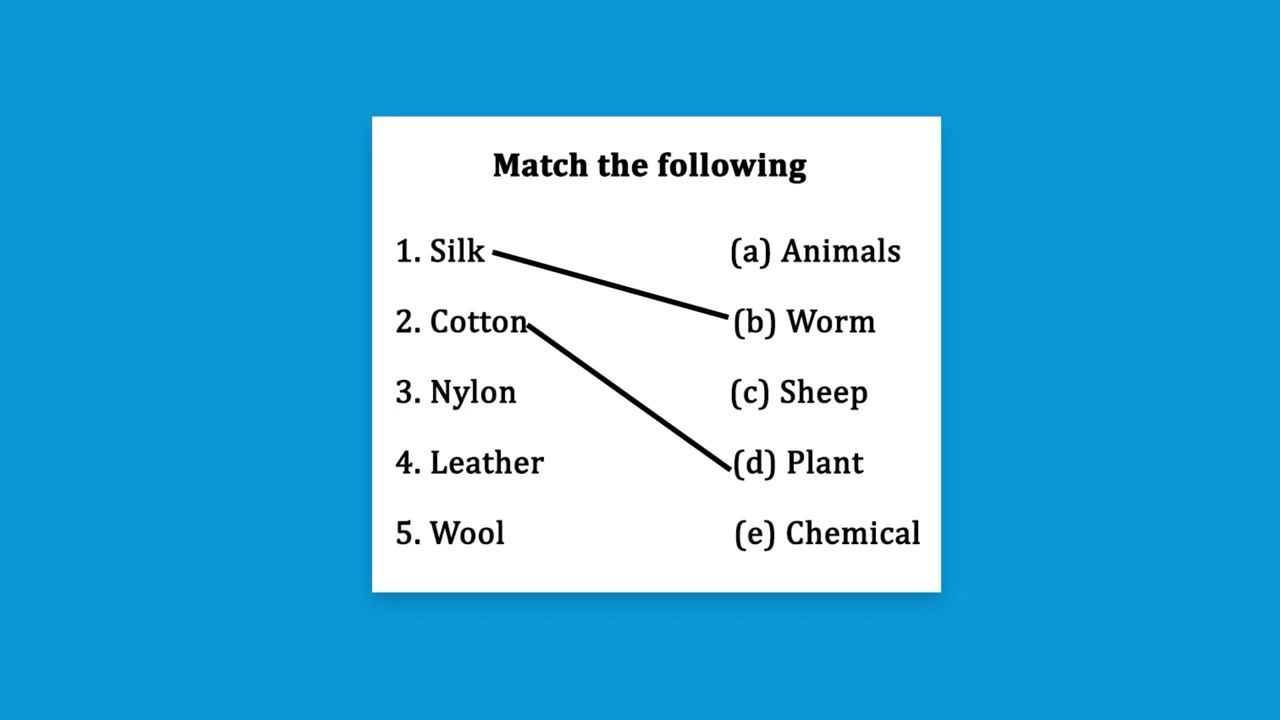 Match the following
1. Silk (a) Animals
2. Cotton (b) Worm
3. Nylon (c) Sheep
4. Leather (d) Plant
5. Wool (e) Chemical